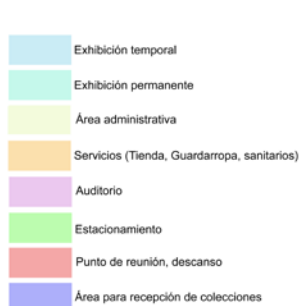 Exhibición temporal
Exhibición permanente
Área administrativa
Servicios (Tienda, Guardarropa, sanitarios)
Auditorio
Estacionamiento
Punto de reunión, descanso
Área para recepción de colecciones